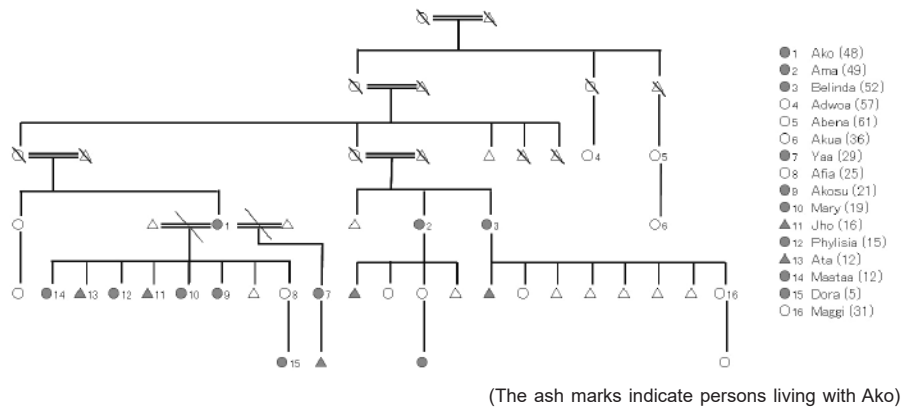 1 Ako (48)
2 Ama (49)
3 Belinda (52)
4 Adwoa (57)
5 Abena (61)
6 Akua (36)
7 Yaa (29)
8 Afia (25)
9 Akosu (21)
10 Mary (19)
11 Jho (16)
12 Phylisia (15)
13 Ata (12)
14 Maataa (12)
15 Dora (5)
16 Maggi (31)
4
5
1
2
3
6
14
13
12
11
10
9
8
7
16
15
(The ash marks indicate persons living with Ako)